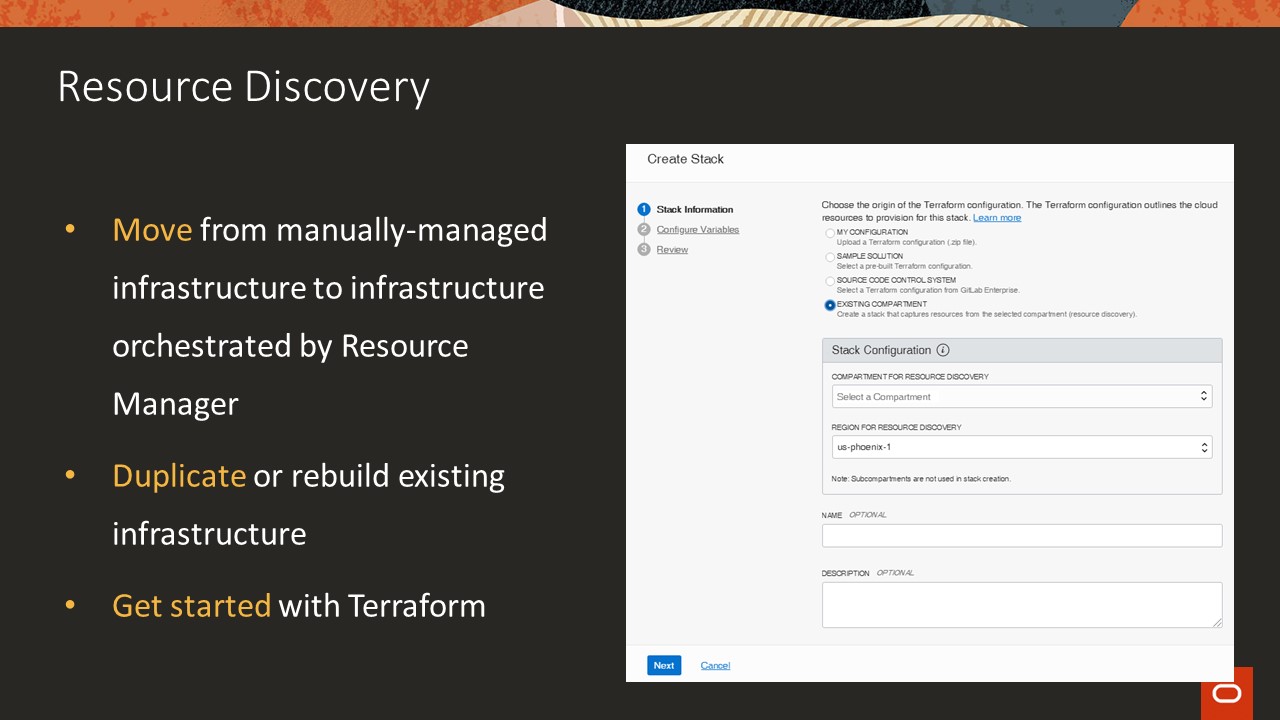 Resource Discovery
• Move from manually-managed
infrastructure to infrastructure
orchestrated by Resource
Manager
• Duplicate or rebuild existing
infrastructure
• Get started with Terraform
Create Stack
1 Stack Information
2 Configure Variables
3 Review
Choose the origin of the Terraform configuration. The Terraform configuration outlines the cloud
resources to provision for this stack. Learn more
MY CONFIGURATION
Upload a Terraform configuration (.zip file).
SAMPLE SOLUTION
Select a pre-built Terraform configuration.
SOURCE CODE CONTROL SYSTEM
Select a Terraform configuration from GitLab Enterprise.
EXISTING COMPARTMENT
Create a stack that captures resources from the selected compartment (resource discovery).
Stack Configuration i
COMPARTMENT FOR RESOURCE DISCOVERY
Select a Compartment
REGION FOR RESOURCE DISCOVERY
us-phoenix-1
Note: Subcompartments are not used in stack creation.
NAME OPTIONAL
DESCRIPTION OPTIONAL
Next Cancel